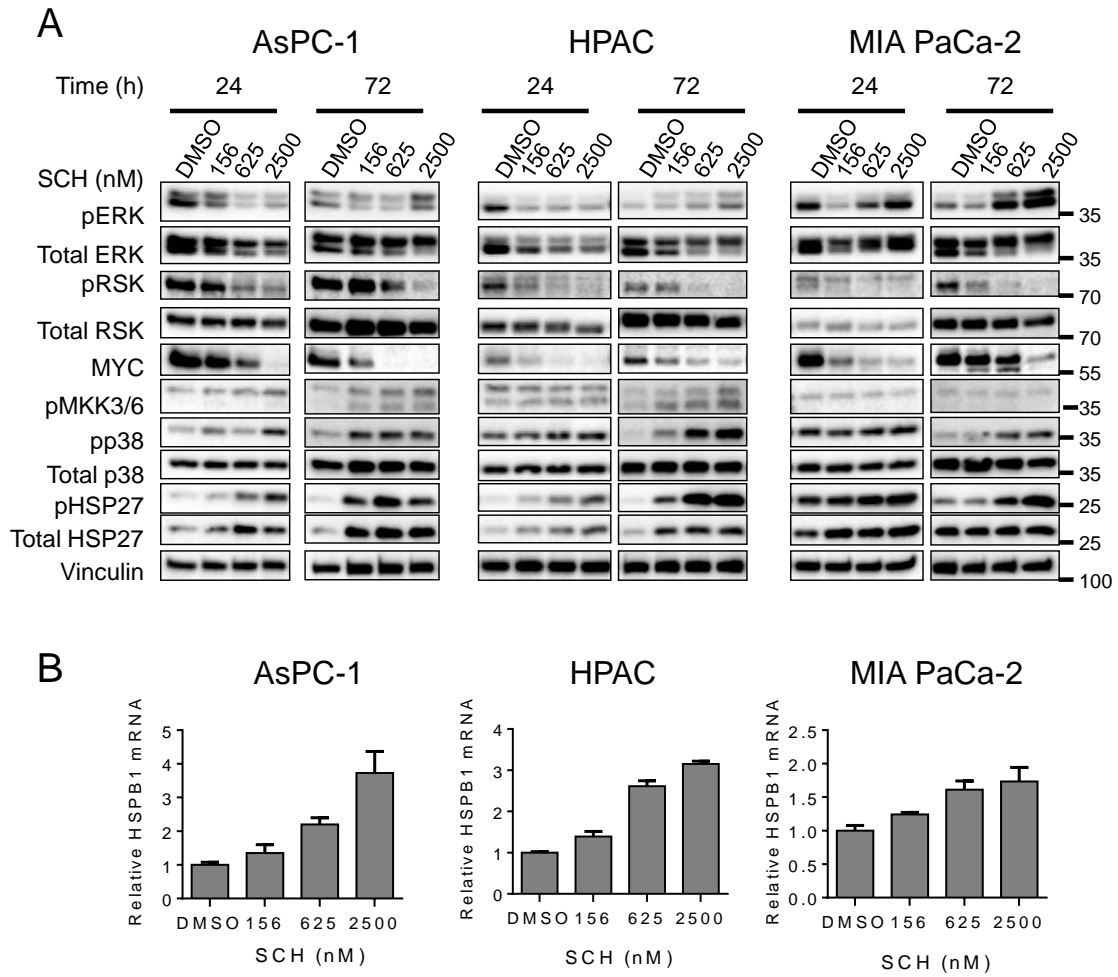 A
AsPC-1 HPAC MIA PaCa-2
Time (h) 24 72 24 72 24 72
SCH (nM) DMSO 156 625 2500 DMSO 156 625 2500 DMSO 156 625 2500 DMSO 156 625 2500 DMSO 156 625 2500 DMSO 156 625 2500
pERK 35
Total ERK 35
pRSK 70
Total RSK 70
MYC 55
pMKK3/6 35
pp38 35
Total p38 35
pHSP27 25
Total HSP27 25
Vinculin 100
B
AsPC-1
Relative HSPB1 mRNA
5
4
3
2
1
0
DMSO 156 625 2500
SCH (nM)
HPAC
Relative HSPB1 mRNA
4
3
2
1
0
DMSO 156 625 2500
SCH (nM)
MIA PaCa-2
Relative HSPB1 mRNA
2.5
2.0
1.5
1.0
0.5
0.0
DMSO 156 625 2500
SCH (nM)